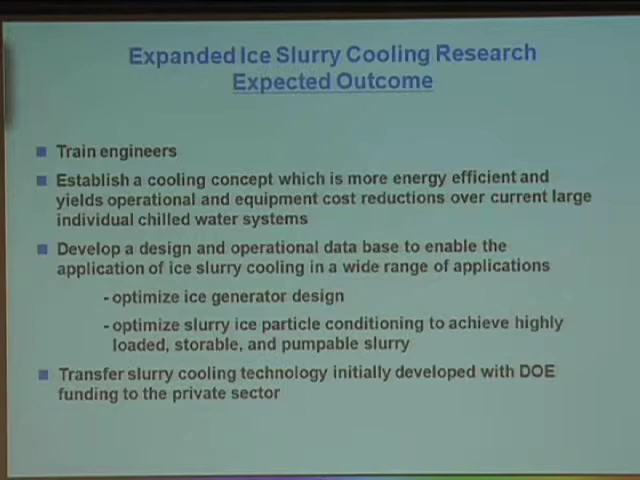 Expanded Ice Slurry Cooling Research
Expected Outcome
Train engineers
Establish a cooling concept which is more energy efficient and
yields operational and equipment cost reductions over current large
individual chilled water systems
Develop a design and operational data base to enable the
application of ice slurry cooling in a wide range of applications
- optimize ice generator design
- optimize slurry ice particle conditioning to achieve highly
loaded, storable, and pumpable slurry
Transfer slurry cooling technology initially developed with DOE
funding to the private sector